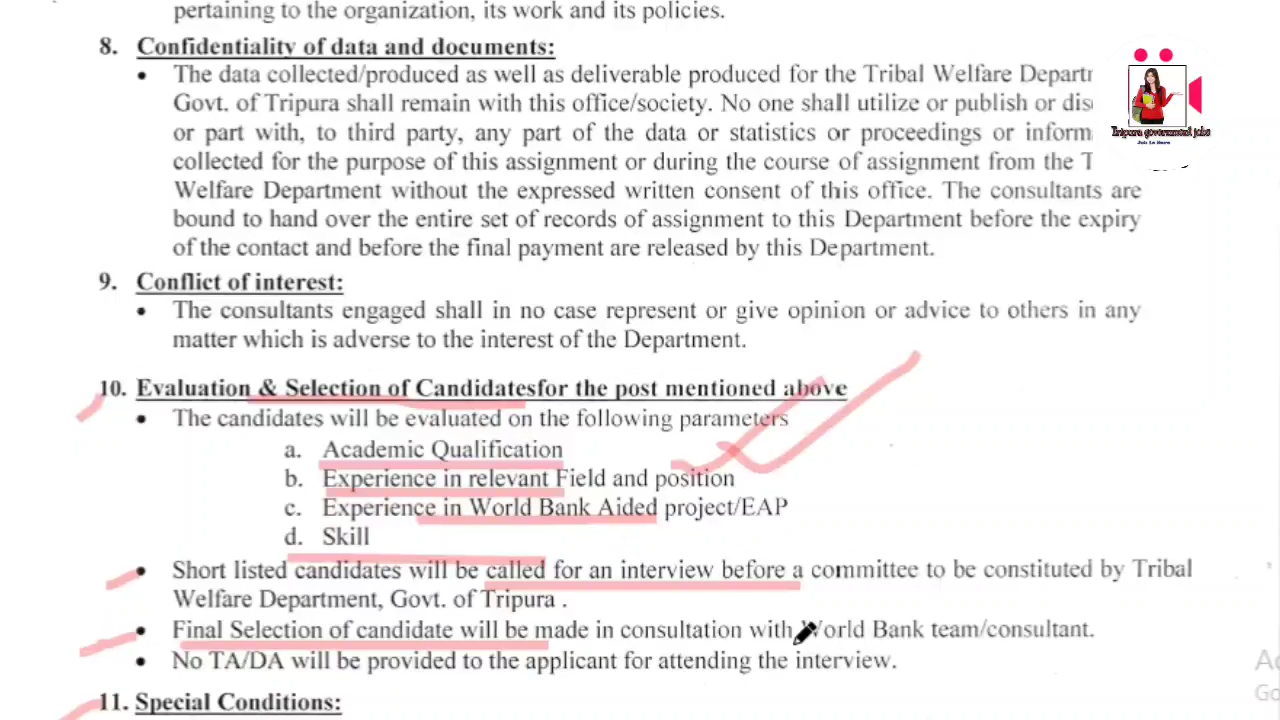 pertaining to the organization, its work and its policies.
8. Confidentiality of data and documents:
• The data collected/produced as well as deliverable produced for the Tribal Welfare
Govt. of Tripura shall remain with this office/society. No one shall utilize or publish or
or part with, to third party, any part of the data or statistics or proceedings or
collected for the purpose of this assignment or during the course of assignment from the
Welfare Department without the expressed written consent of this office. The consultants are
bound to hand over the entire set of records of assignment to this Department before the expiry
of the contact and before the final payment are released by this Department.
9. Conflict of interest:
• The consultants engaged shall in no case represent or give opinion or advice to others in any
matter which is adverse to the interest of the Department.
10. Evaluation & Selection of Candidatesfor the post mentioned above
• The candidates will be evaluated on the following parameters
a. Academic Qualification
b. Experience in relevant Field and position
c. Experience in World Bank Aided project/EAP
d. Skill
• Short listed candidates will be called for an interview before a committee to be constituted by Tribal
Welfare Department, Govt. of Tripura .
• Final Selection of candidate will be made in consultation with World Bank team/consultant.
• No TA/DA will be provided to the applicant for attending the interview.
11. Special Conditions:
Tripura government jobs